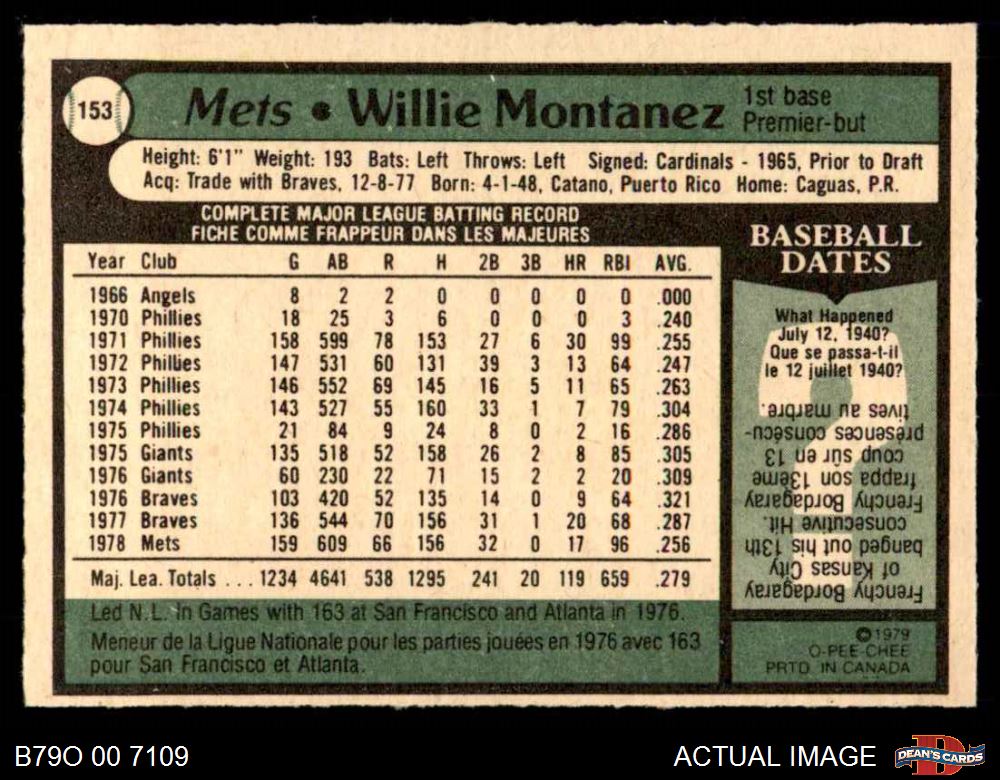 153
Mets • Willie Montanez
1st base
Premier-but
Height: 6'1" Weight: 193 Bats: Left Throws: Left Signed: Cardinals - 1965, Prior to Draft
Acq: Trade with Braves, 12-8-77 Born: 4-1-48, Catano, Puerto Rico Home: Caguas, P.R.
COMPLETE MAJOR LEAGUE BATTING RECORD
FICHE COMME FRAPPEUR DANS LES MAJEURES
Year Club G AB R H 2B 3B HR RBI AVG.
1966 Angels 8 2 2 0 0 0 0 0 .000
1970 Phillies 18 25 3 6 0 0 0 3 .240
1971 Phillies 158 599 78 153 27 6 30 99 .255
1972 Phillies 147 531 60 131 39 3 13 64 .247
1973 Phillies 146 552 69 145 16 5 11 65 .263
1974 Phillies 143 527 55 160 33 1 7 79 .304
1975 Phillies 21 84 9 24 8 0 2 16 .286
1975 Giants 135 518 52 158 26 2 8 85 .305
1976 Giants 60 230 22 71 15 2 2 20 .309
1976 Braves 103 420 52 135 14 0 9 64 .321
1977 Braves 136 544 70 156 31 1 20 68 .287
1978 Mets 159 609 66 156 32 0 17 96 .256
Maj. Lea. Totals ... 1234 4641 538 1295 241 20 119 659 .279
Led N.L. in Games with 163 at San Francisco and Atlanta in 1976.
Meneur de la Ligue Nationale pour les parties jouées en 1976 avec 163
pour San Francisco et Atlanta.
BASEBALL
DATES
What Happened
July 12, 1940?
Que se passa-t-il
le 12 juillet 1940?
Frenchy Bordagaray
of Kansas City
banged out his 13th
consecutive Hit.
Frenchy Bordagaray
frappa son 13ème
coup sûr en 13
présences consécu-
tives au marbre.
©1979
O-PEE-CHEE
PRTD. IN CANADA
B79O 00 7109
ACTUAL IMAGE
DEAN'S CARDS